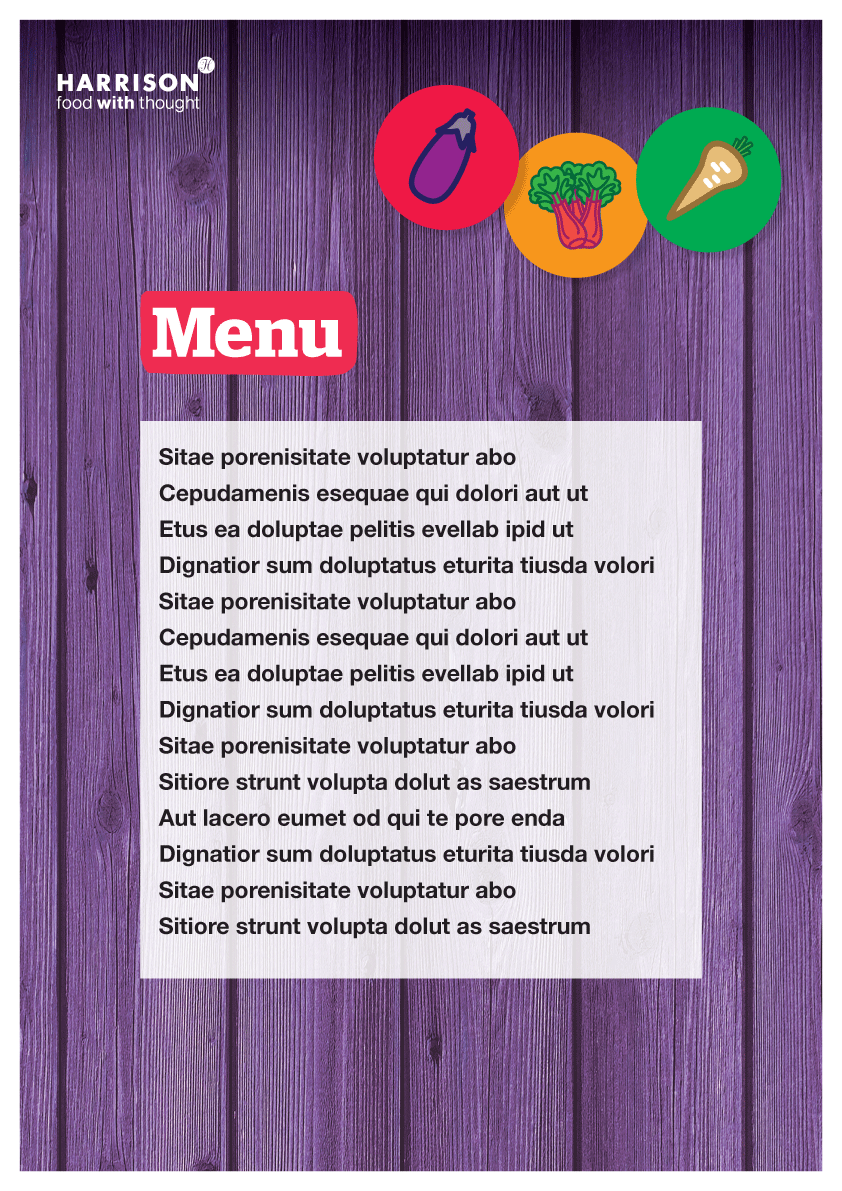 HARRISON
food with thought
Menu
Sitae porenisitate voluptatur abo
Cepudamenis esequae qui dolori aut ut
Etus ea doluptae pelitis evellab ipid ut
Dignatior sum doluptatus eturita tiusda volori
Sitae porenisitate voluptatur abo
Cepudamenis esequae qui dolori aut ut
Etus ea doluptae pelitis evellab ipid ut
Dignatior sum doluptatus eturita tiusda volori
Sitae porenisitate voluptatur abo
Sitiore strunt volupta dolut as saestrum
Aut lacero eumet od qui te pore enda
Dignatior sum doluptatus eturita tiusda volori
Sitae porenisitate voluptatur abo
Sitiore strunt volupta dolut as saestrum